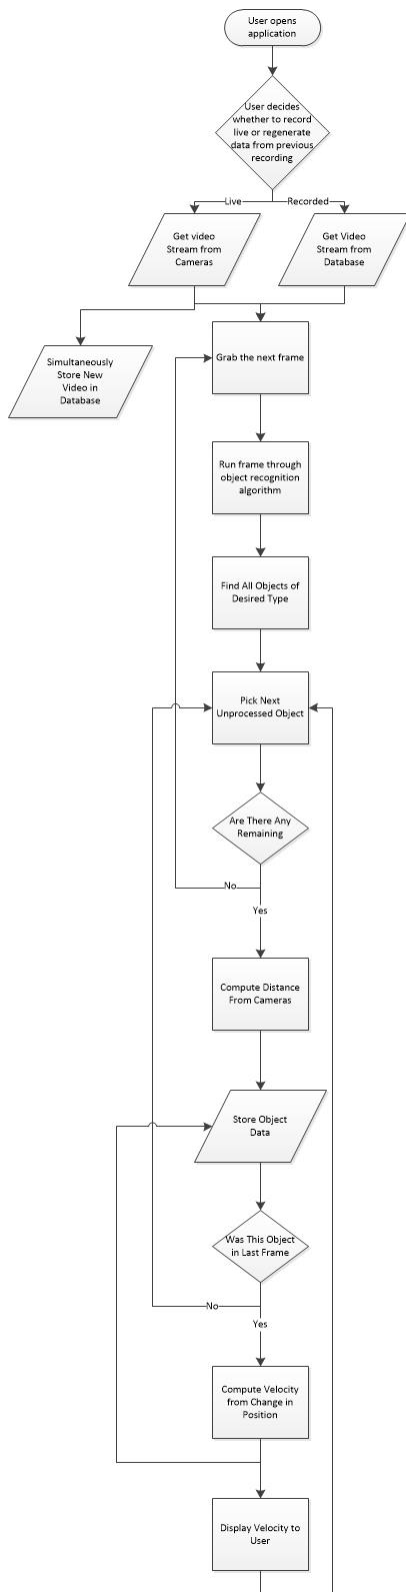 User opens
application
User decides
whether to record
live or regenerate
data from previous
recording
Live
Recorded
Get video
Stream from
Cameras
Get Video
Stream from
Database
Simultaneously
Store New
Video in
Database
Grab the next frame
Run frame through
object recognition
algorithm
Find All Objects of
Desired Type
Pick Next
Unprocessed Object
Are There Any
Remaining
No
Yes
Compute Distance
From Cameras
Store Object
Data
Was This Object
in Last Frame
No
Yes
Compute Velocity
from Change in
Position
Display Velocity to
User